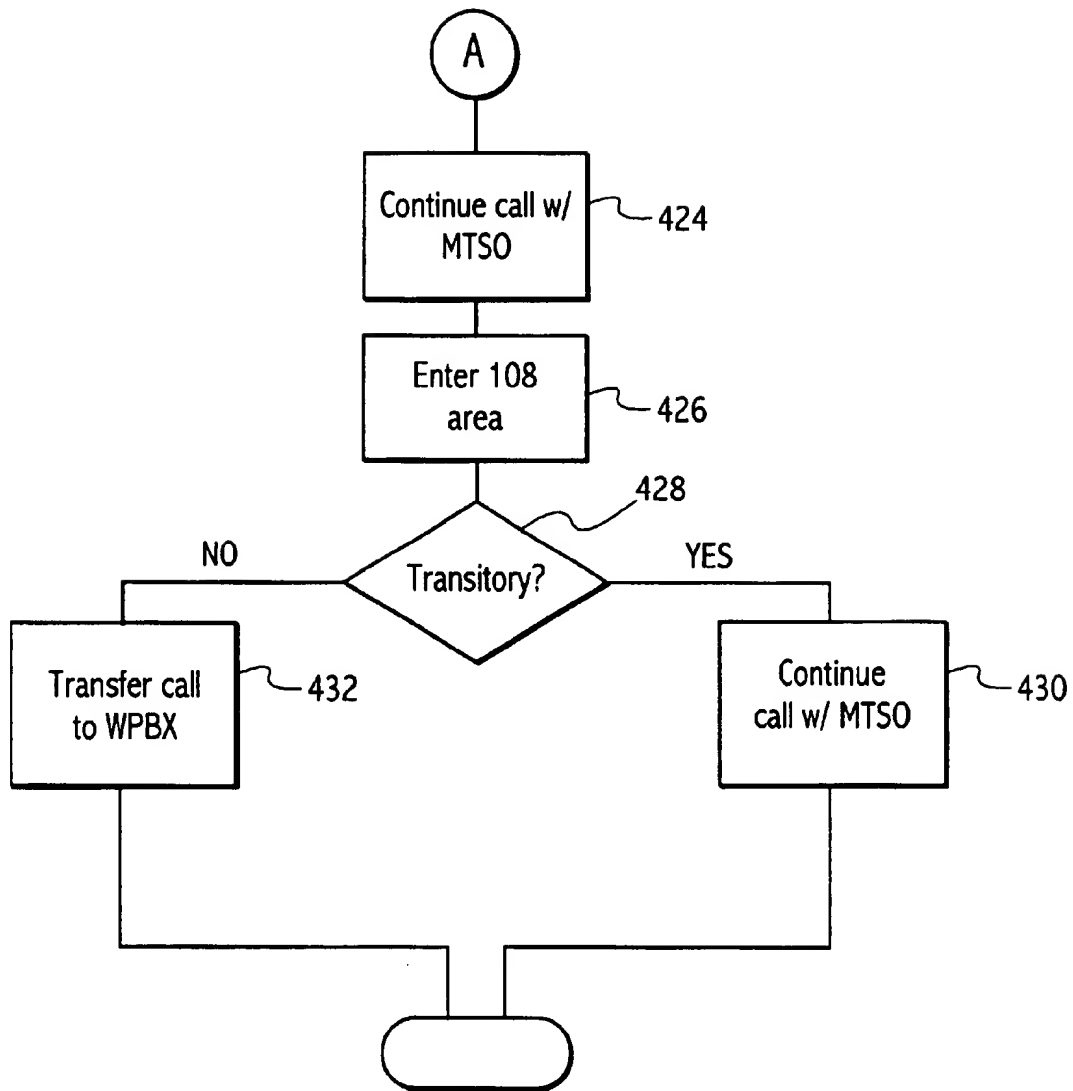 A
Continue call w/
MTSO
424
Enter 108
area
426
428
NO
YES
Transitory?
Transfer call
to WPBX
432
Continue
call w/ MTSO
430